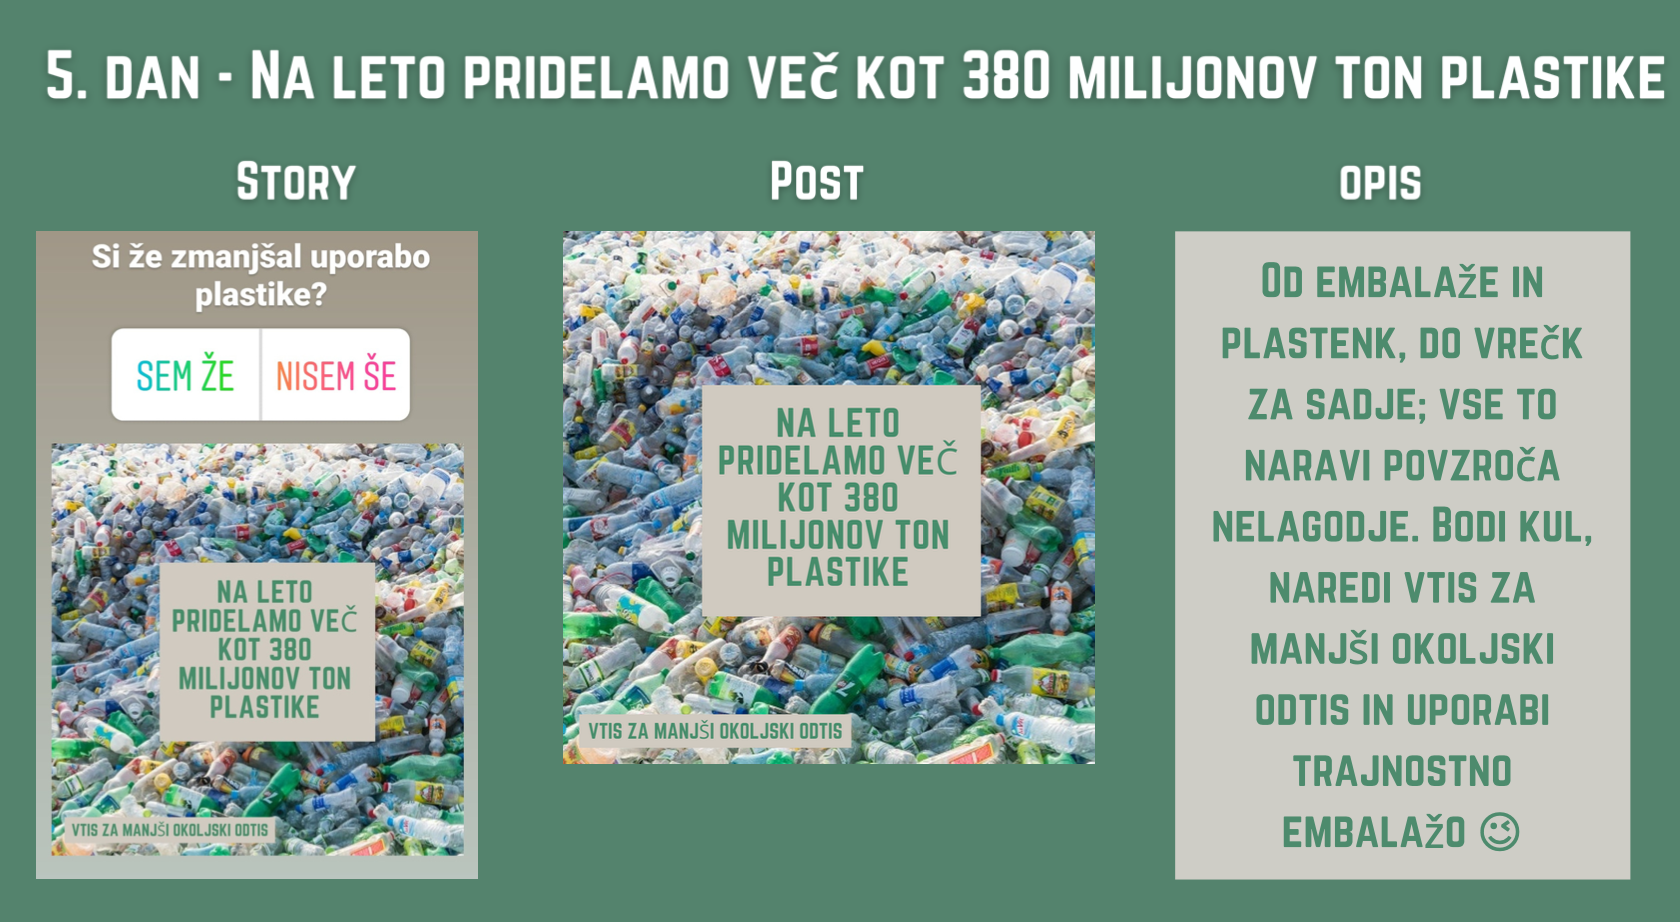 5. DAN - NA LETO PRIDELAMO VEČ KOT 380 MILIJONOV TON PLASTIKE
STORY
Si že zmanjšal uporabo
plastike?
SEM ŽE
NISEM ŠE
NA LETO
PRIDELAMO VEČ
KOT 380
MILIJONOV TON
PLASTIKE
VTIS ZA MANJŠI OKOLJSKI ODTIS
POST
NA LETO
PRIDELAMO VEČ
KOT 380
MILIJONOV TON
PLASTIKE
VTIS ZA MANJŠI OKOLJSKI ODTIS
OPIS
OD EMBALAŽE IN
PLASTENK, DO VREČK
ZA SADJE; VSE TO
NARAVI POVZROČA
NELAGODJE. BODI KUL,
NAREDI VTIS ZA
MANJŠI OKOLJSKI
ODTIS IN UPORABI
TRAJNOSTNO
EMBALAŽO 😉